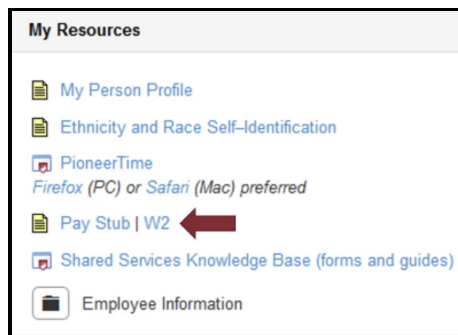 My Resources
My Person Profile
Ethnicity and Race Self–Identification
PioneerTime
Firefox (PC) or Safari (Mac) preferred
Pay Stub | W2
Shared Services Knowledge Base (forms and guides)
Employee Information